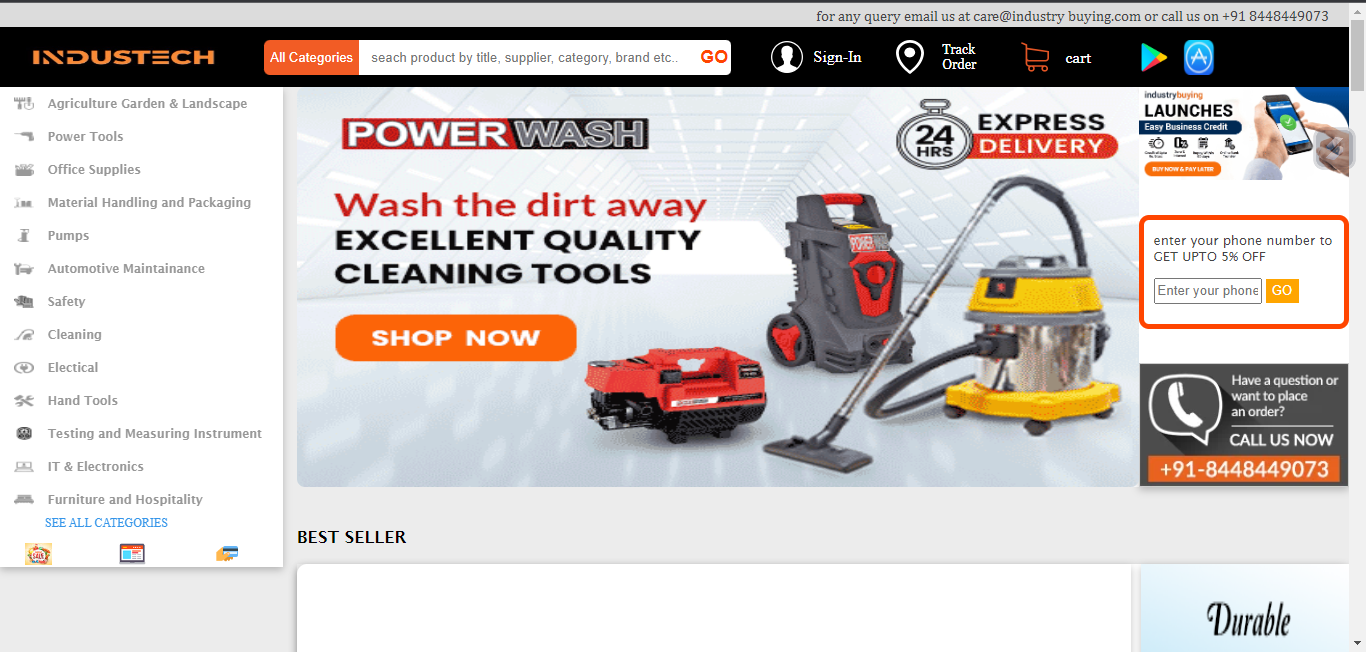 for any query email us at care@industry buying.com or call us on +91 8448449073
INDUSTECH
All Categories
seach product by title, supplier, category, brand etc..
GO
Sign-In
Track
Order
cart
Agriculture Garden & Landscape
Power Tools
Office Supplies
Material Handling and Packaging
Pumps
Automotive Maintainance
Safety
Cleaning
Electical
Hand Tools
Testing and Measuring Instrument
IT & Electronics
Furniture and Hospitality
SEE ALL CATEGORIES
POWER WASH
24
HRS
EXPRESS
DELIVERY
Wash the dirt away
EXCELLENT QUALITY
CLEANING TOOLS
SHOP NOW
POWER WASH
industrybuying
LAUNCHES
Easy Business Credit
BUY NOW & PAY LATER
enter your phone number to
GET UPTO 5% OFF
Enter your phone
GO
Have a question or
want to place
an order?
CALL US NOW
+91-8448449073
BEST SELLER
Durable